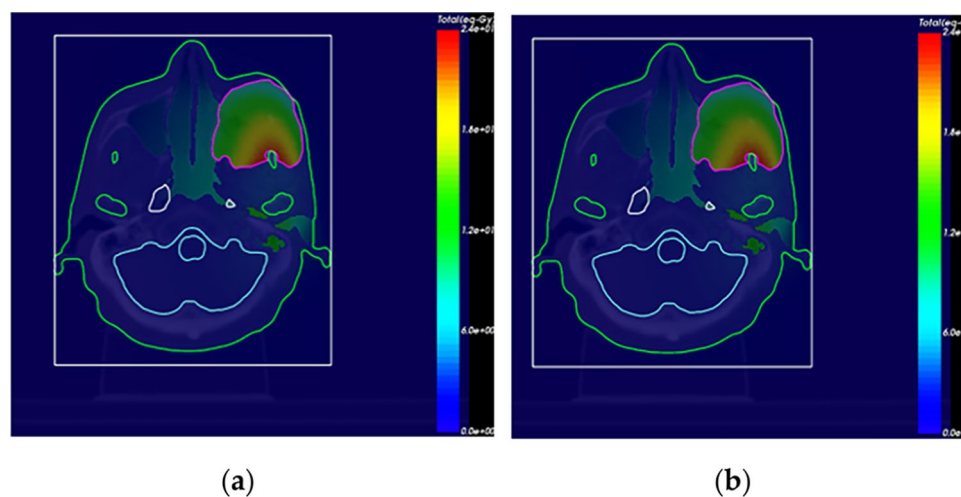 Total(eq-Gy)
2.4e+01
1.8e+01
1.2e+01
6.0e+00
0.0e+00
Total(eq-G
2.4e
1.8e
1.2e
6.0e
0.0e
(a)
(b)